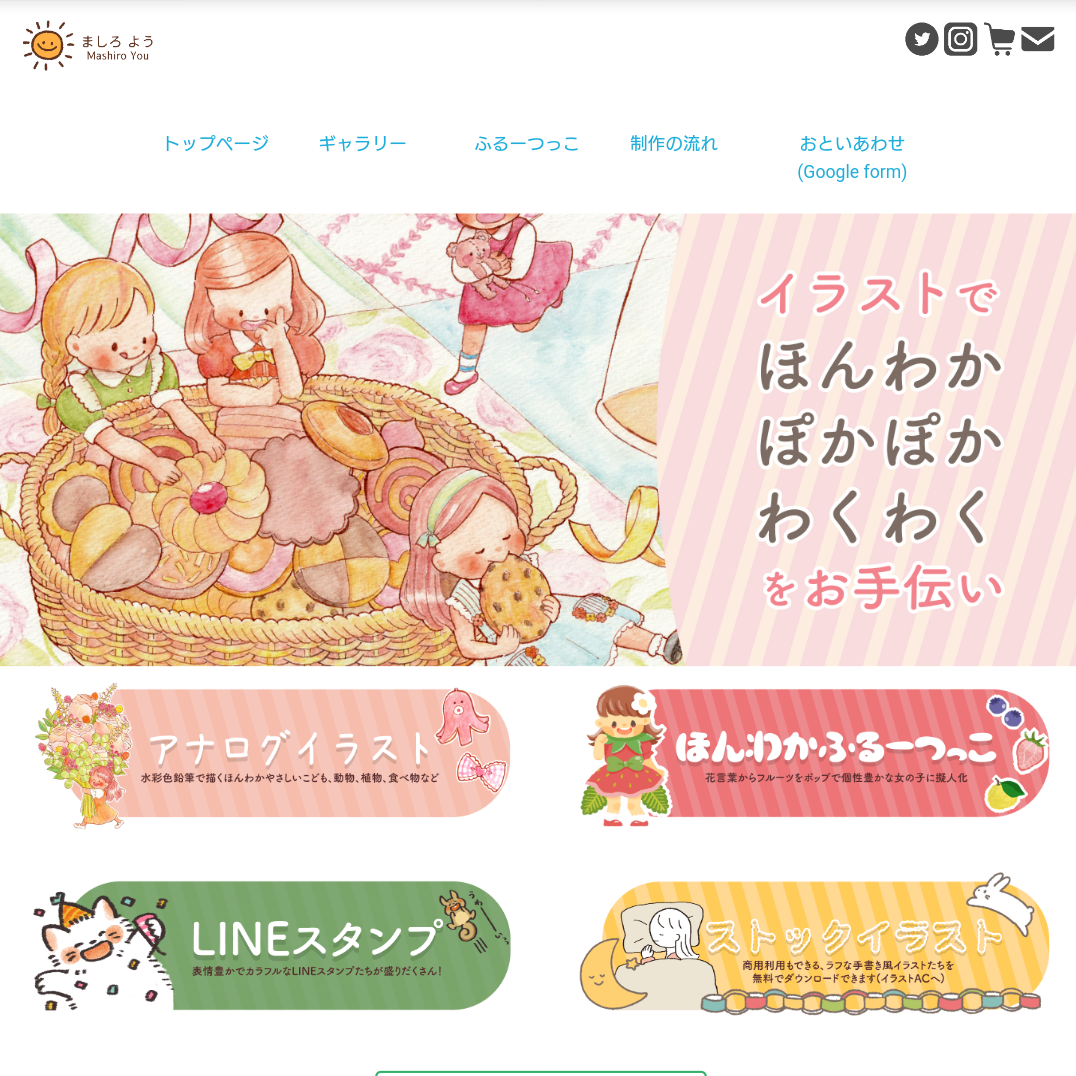 ましろ よう
Mashiro You
トップページ
ギャラリー
ふるーつっこ
制作の流れ
おといあわせ
(Google form)
イラストで
ほんわか
ぽかぽか
わくわく
をお手伝い
アナログイラスト
水彩色鉛筆で描くほんわかやさしいこども、動物、植物、食べ物など
ほんわかふるーつっこ
花言葉からフルーツをポップで個性豊かな女の子に擬人化
LINEスタンプ
表情豊かでカラフルなLINEスタンプたちが盛りだくさん!
ストックイラスト
商用利用もできる、ラフな手書き風イラストたちを
無料でダウンロードできます(イラストACへ)